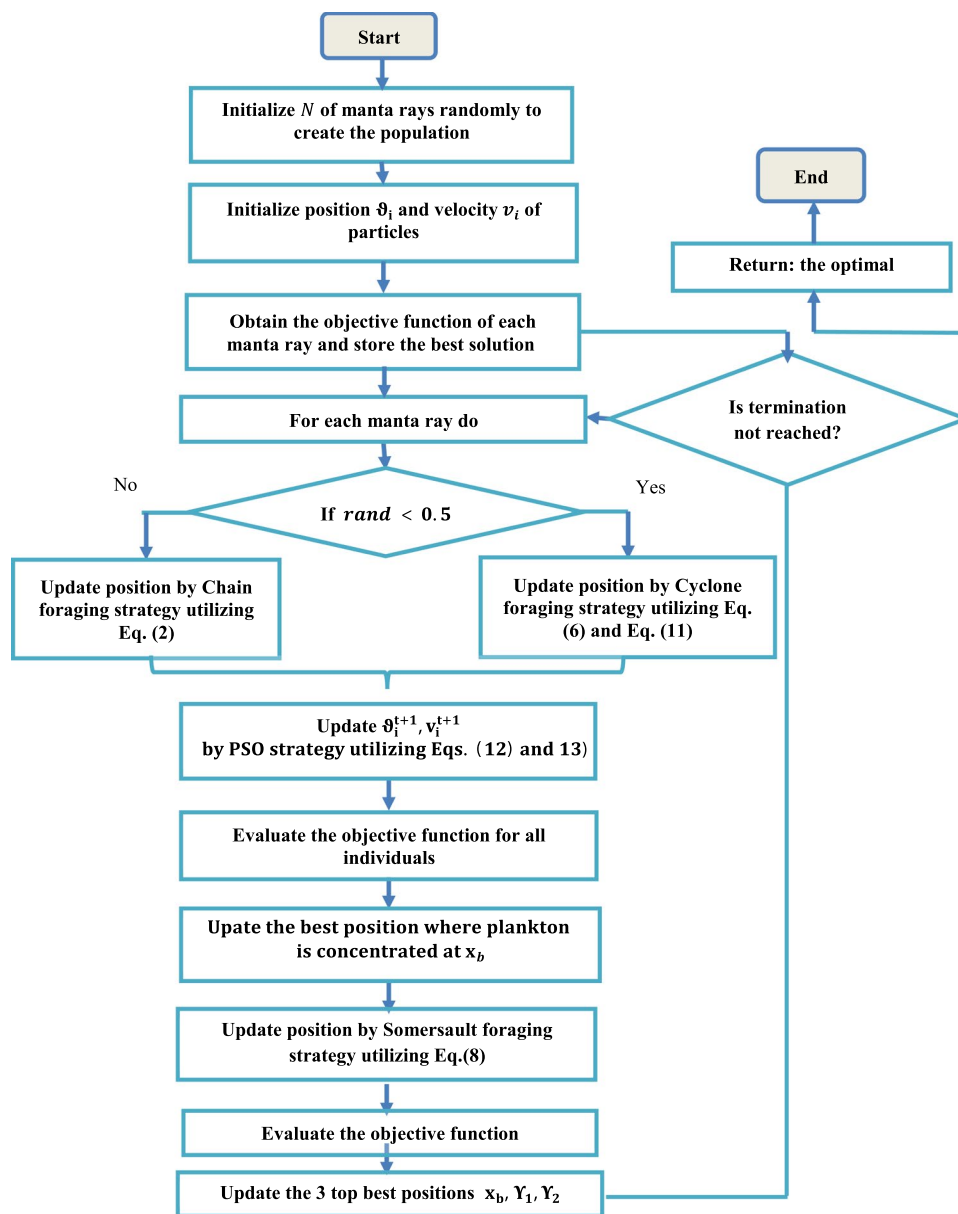 Start
Initialize N of manta rays randomly to
create the population
Initialize position ϑᵢ and velocity vᵢ of
particles
Obtain the objective function of each
manta ray and store the best solution
For each manta ray do
If rand < 0.5
No
Yes
Update position by Chain
foraging strategy utilizing
Eq. (2)
Update position by Cyclone
foraging strategy utilizing Eq.
(6) and Eq. (11)
Update ϑᵢᵗ⁺¹, vᵢᵗ⁺¹
by PSO strategy utilizing Eqs. (12) and 13)
Evaluate the objective function for all
individuals
Upate the best position where plankton
is concentrated at x_b
Update position by Somersault foraging
strategy utilizing Eq.(8)
Evaluate the objective function
Update the 3 top best positions x_b, ϒ₁, ϒ₂
Is termination
not reached?
Return: the optimal
End